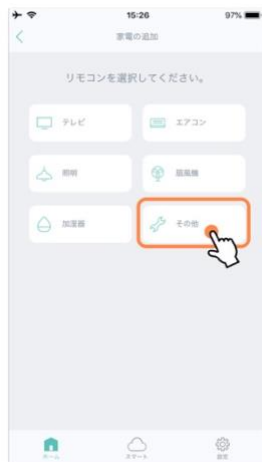 15:26 97%
家電の追加
リモコンを選択してください。
テレビ エアコン
照明 扇風機
加湿器 その他
ホーム スマート 設定